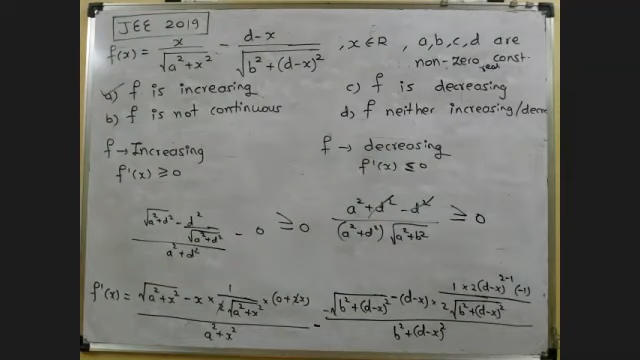 JEE 2019
f(x) = x/√(a²+x²) - (d-x)/√(b²+(d-x)²) , x∈R , a,b,c,d are
non-zero real const.
a) f is increasing c) f is decreasing
b) f is not continuous d) f neither increasing/decre
f → Increasing f → decreasing
f'(x) ≥ 0 f'(x) ≤ 0
(√(a²+d²) - d²/√(a²+d²))/(a²+d²) - 0 ≥ 0 (a²+d²-d²)/((a²+d²)√(a²+b²)) ≥ 0
f'(x) = (√(a²+x²) - x × 1/(2√(a²+x²)) × (0+2x))/(a²+x²) - (-√(b²+(d-x)²) - (d-x) × (1×2(d-x)²⁻¹(-1))/(2√(b²+(d-x)²)))/(b²+(d-x)²)